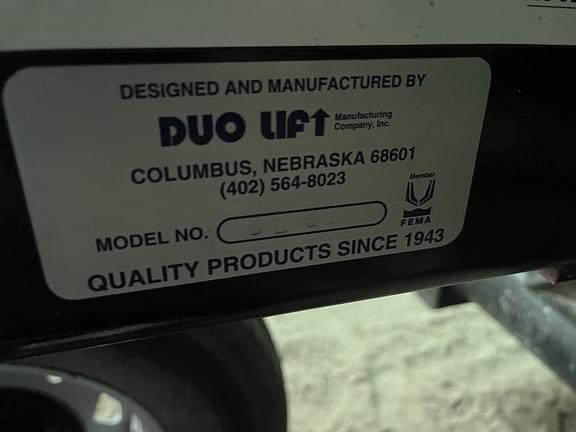 DESIGNED AND MANUFACTURED BY
DUO LIFT Manufacturing Company, Inc.
COLUMBUS, NEBRASKA 68601
(402) 564-8023
Member
FEMA
MODEL NO.
QUALITY PRODUCTS SINCE 1943